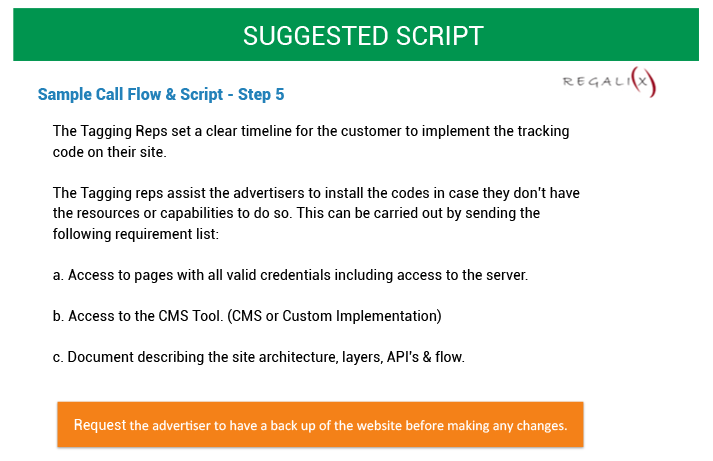 SUGGESTED SCRIPT
REGALI(X)
Sample Call Flow & Script - Step 5
The Tagging Reps set a clear timeline for the customer to implement the tracking
code on their site.
The Tagging reps assist the advertisers to install the codes in case they don't have
the resources or capabilities to do so. This can be carried out by sending the
following requirement list:
a. Access to pages with all valid credentials including access to the server.
b. Access to the CMS Tool. (CMS or Custom Implementation)
c. Document describing the site architecture, layers, API's & flow.
Request the advertiser to have a back up of the website before making any changes.